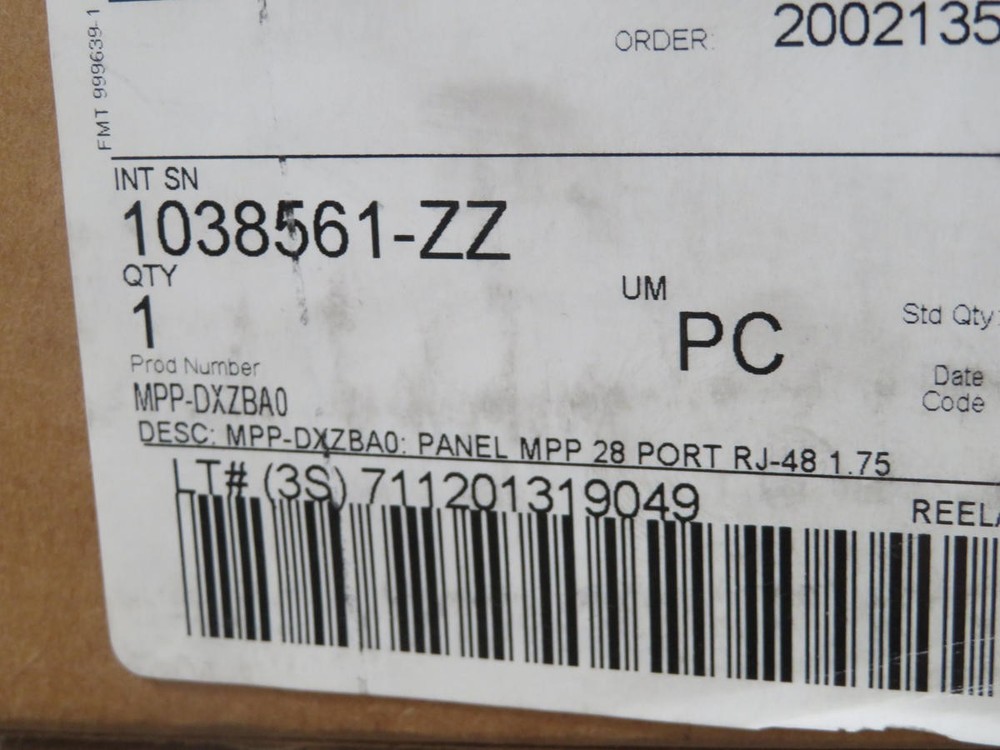 FMT 999639-1
ORDER: 2002135
INT SN
1038561-ZZ
QTY
1
UM
PC
Std Qty:
Prod Number
MPP-DXZBA0
Date
Code
DESC: MPP-DXZBA0: PANEL MPP 28 PORT RJ-48 1.75
LT# (3S) 711201319049
REELA